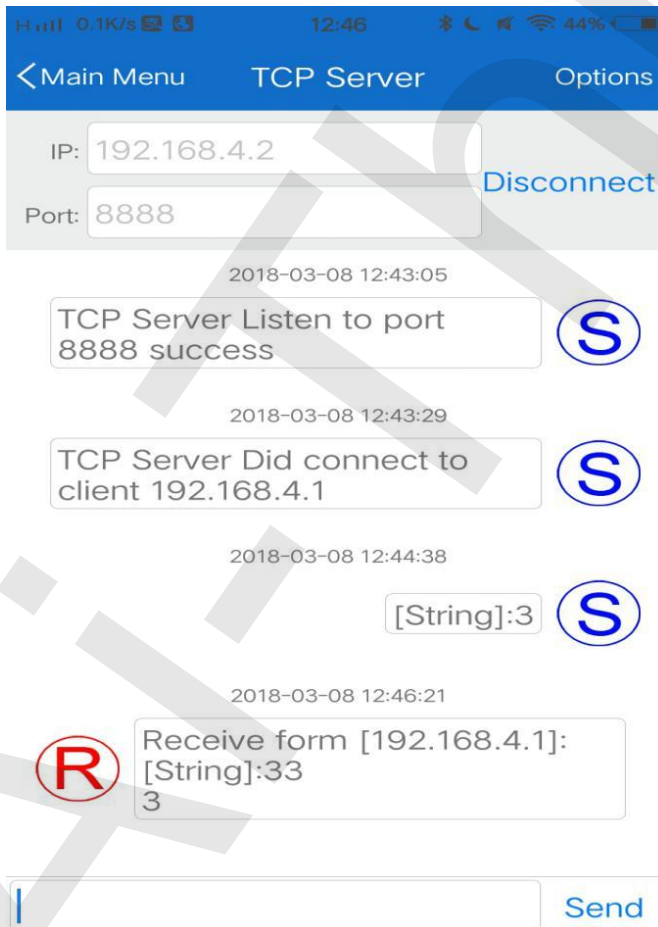 0.1K/s 12:46 44%
Main Menu TCP Server Options
IP: 192.168.4.2
Disconnect
Port: 8888
2018-03-08 12:43:05
TCP Server Listen to port
8888 success
S
2018-03-08 12:43:29
TCP Server Did connect to
client 192.168.4.1
S
2018-03-08 12:44:38
[String]:3
S
2018-03-08 12:46:21
R
Receive form [192.168.4.1]:
[String]:33
3
Send